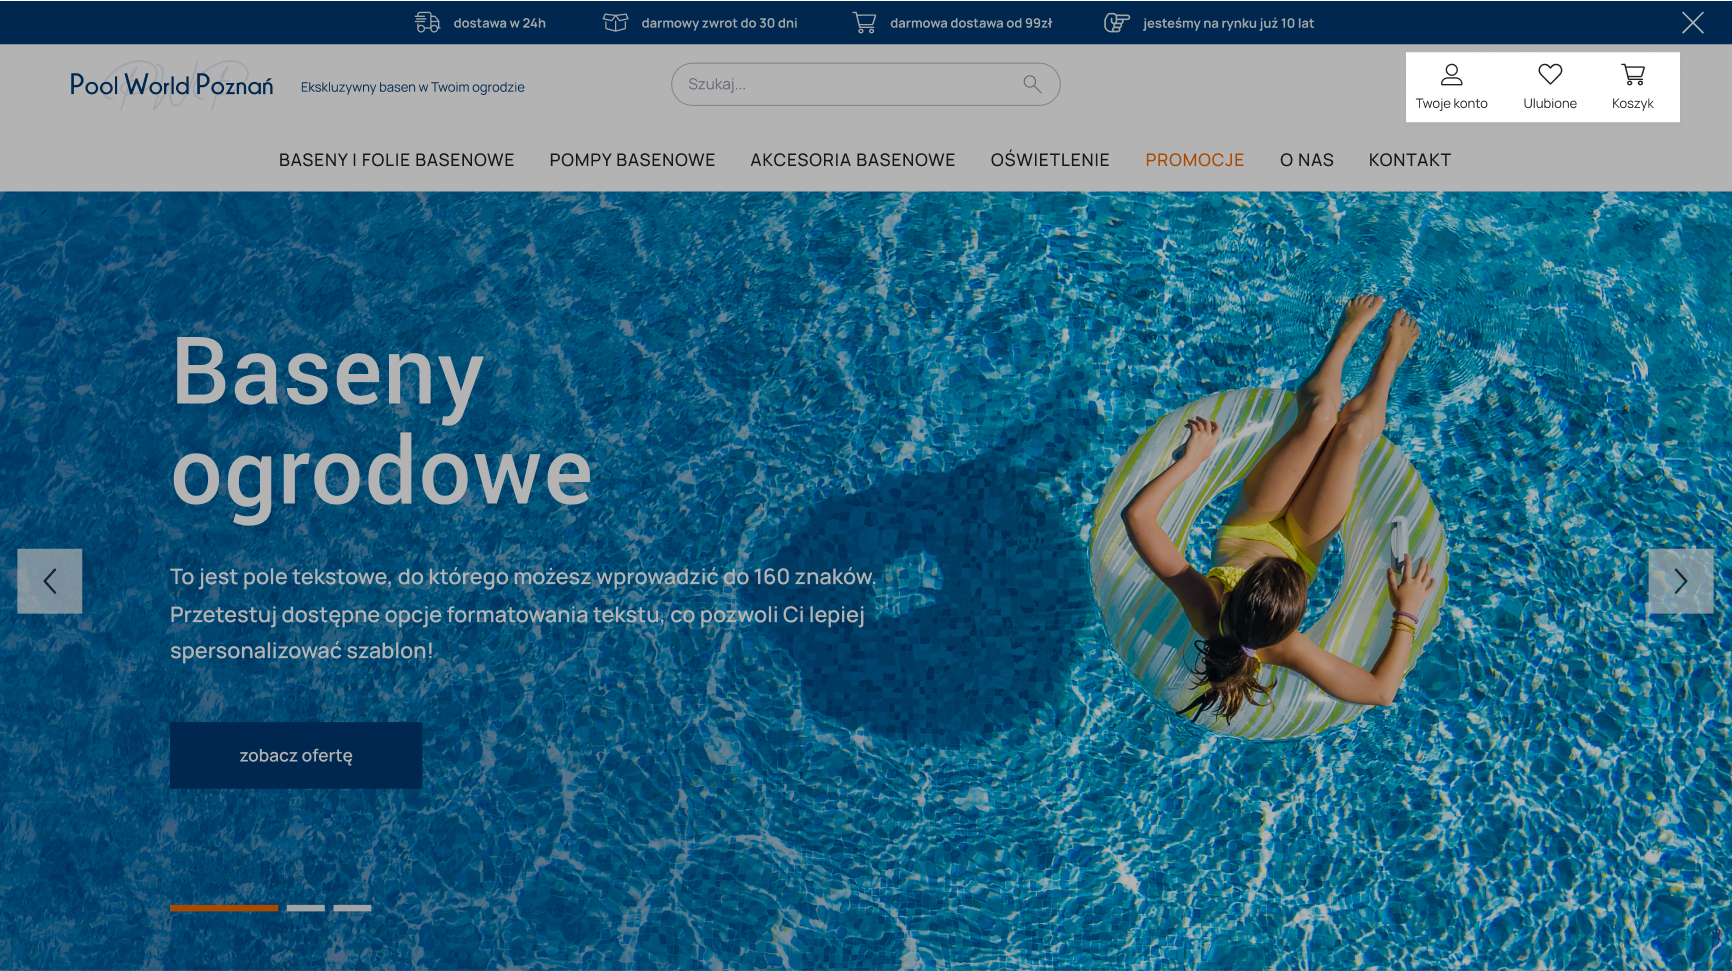 dostawa w 24h
darmowy zwrot do 30 dni
darmowa dostawa od 99zł
jesteśmy na rynku już 10 lat
Pool World Poznań
Ekskluzywny basen w Twoim ogrodzie
Szukaj...
Twoje konto
Ulubione
Koszyk
BASENY I FOLIE BASENOWE
POMPY BASENOWE
AKCESORIA BASENOWE
OŚWIETLENIE
PROMOCJE
O NAS
KONTAKT
Baseny
ogrodowe
To jest pole tekstowe, do którego możesz wprowadzić do 160 znaków.
Przetestuj dostępne opcje formatowania tekstu, co pozwoli Ci lepiej
spersonalizować szablon!
zobacz ofertę